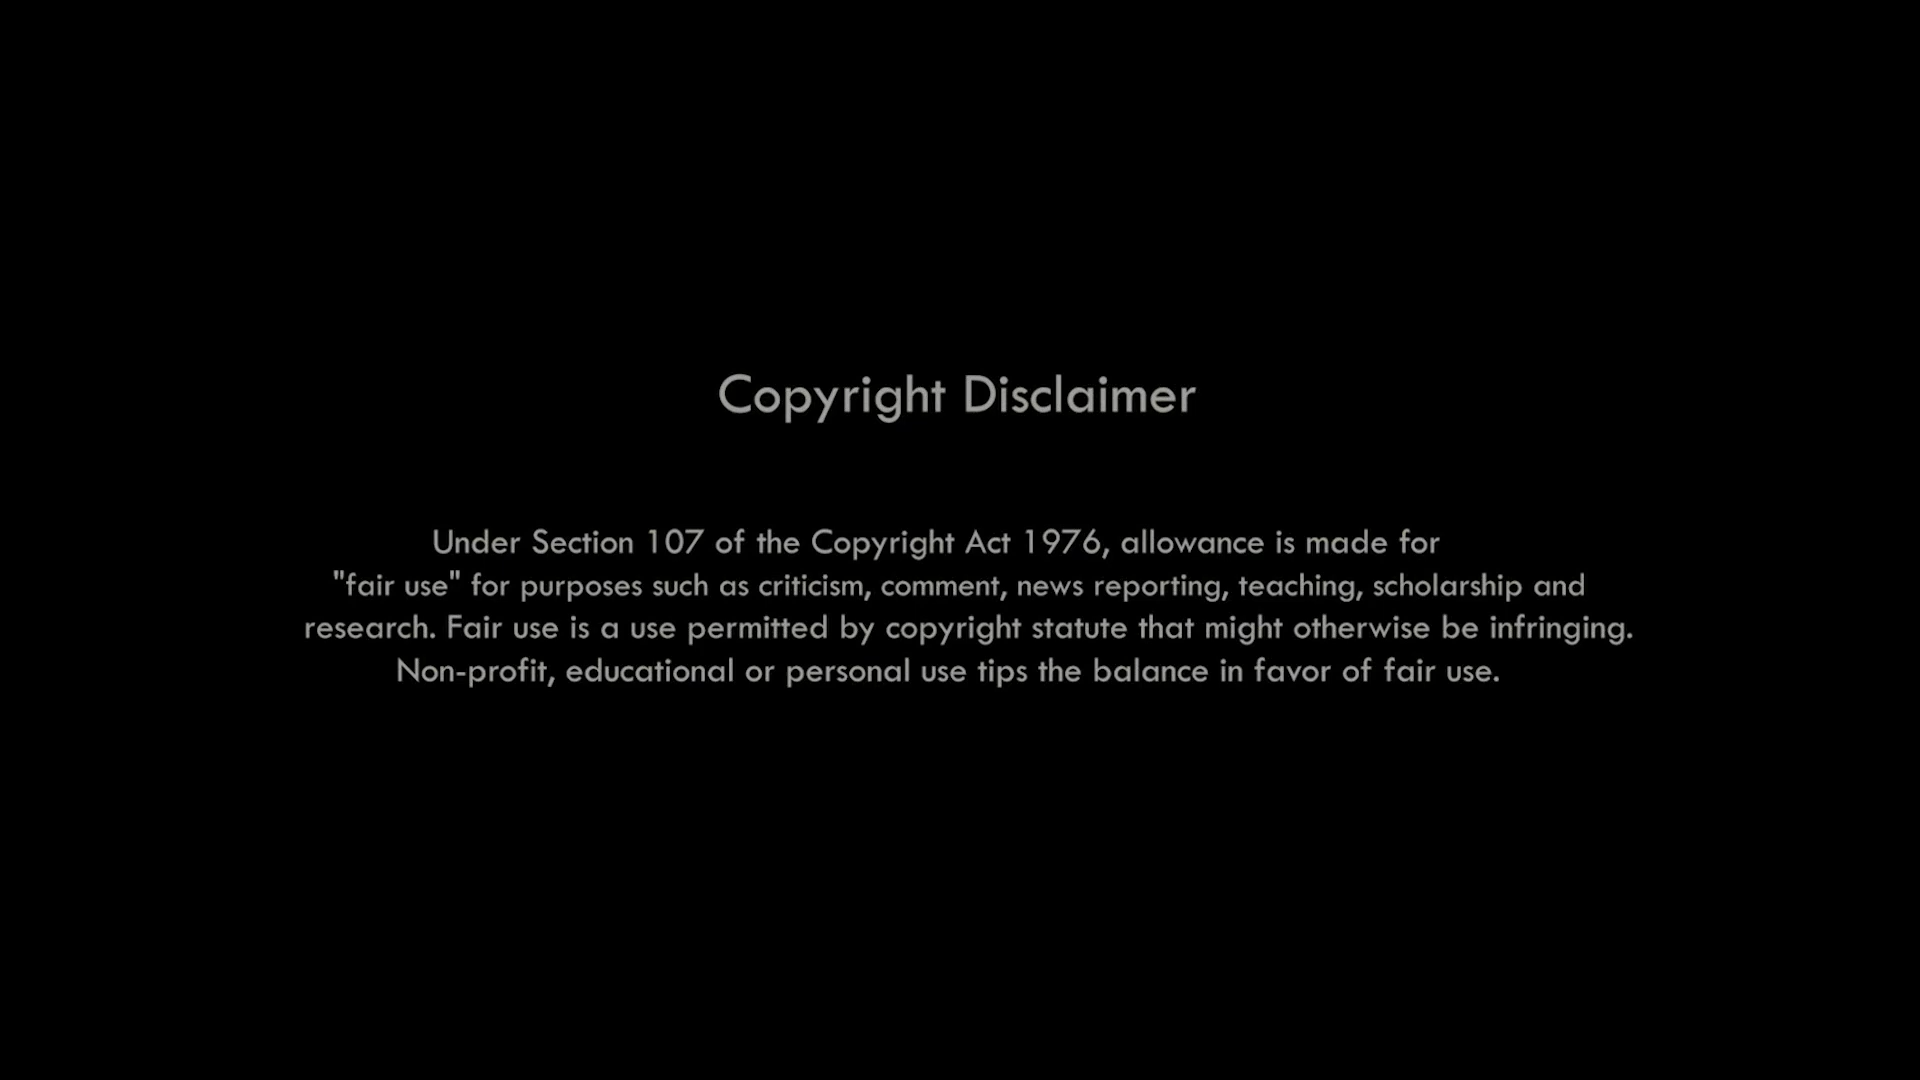 Copyright Disclaimer
Under Section 107 of the Copyright Act 1976, allowance is made for
"fair use" for purposes such as criticism, comment, news reporting, teaching, scholarship and
research. Fair use is a use permitted by copyright statute that might otherwise be infringing.
Non-profit, educational or personal use tips the balance in favor of fair use.